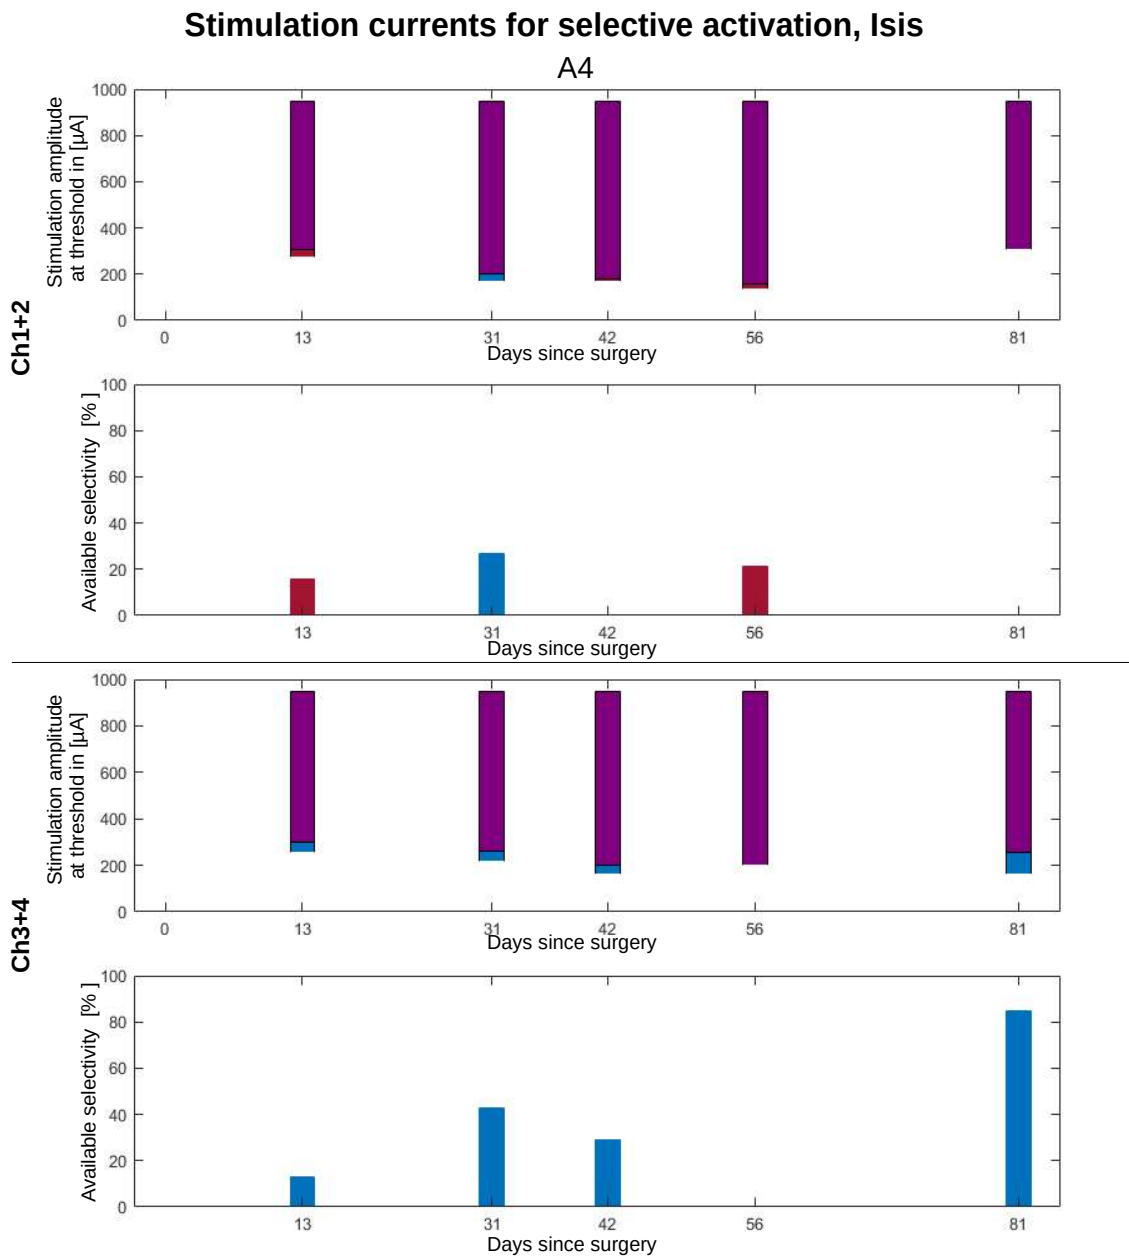 Stimulation currents for selective activation, Isis
A4
Ch1+2
Stimulation amplitude
at threshold in [µA]
1000
800
600
400
200
0
0 13 31 42 56 81
Days since surgery
Available selectivity [% ]
100
80
60
40
20
0
13 31 42 56 81
Days since surgery
Ch3+4
Stimulation amplitude
at threshold in [µA]
1000
800
600
400
200
0
0 13 31 42 56 81
Days since surgery
Available selectivity [% ]
100
80
60
40
20
0
13 31 42 56 81
Days since surgery